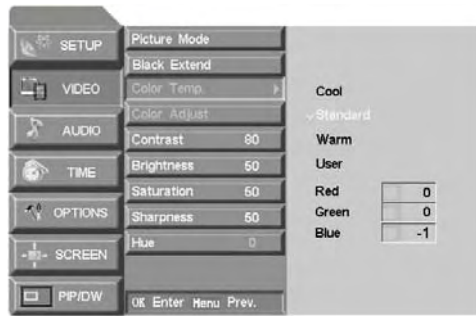 SETUP
VIDEO
AUDIO
TIME
OPTIONS
SCREEN
PIP/DW
Picture Mode
Black Extend
Color Temp.
Color Adjust
Contrast 80
Brightness 50
Saturation 60
Sharpness 50
Hue 0
OK Enter Menu Prev.
Cool
Standard
Warm
User
Red 0
Green 0
Blue -1